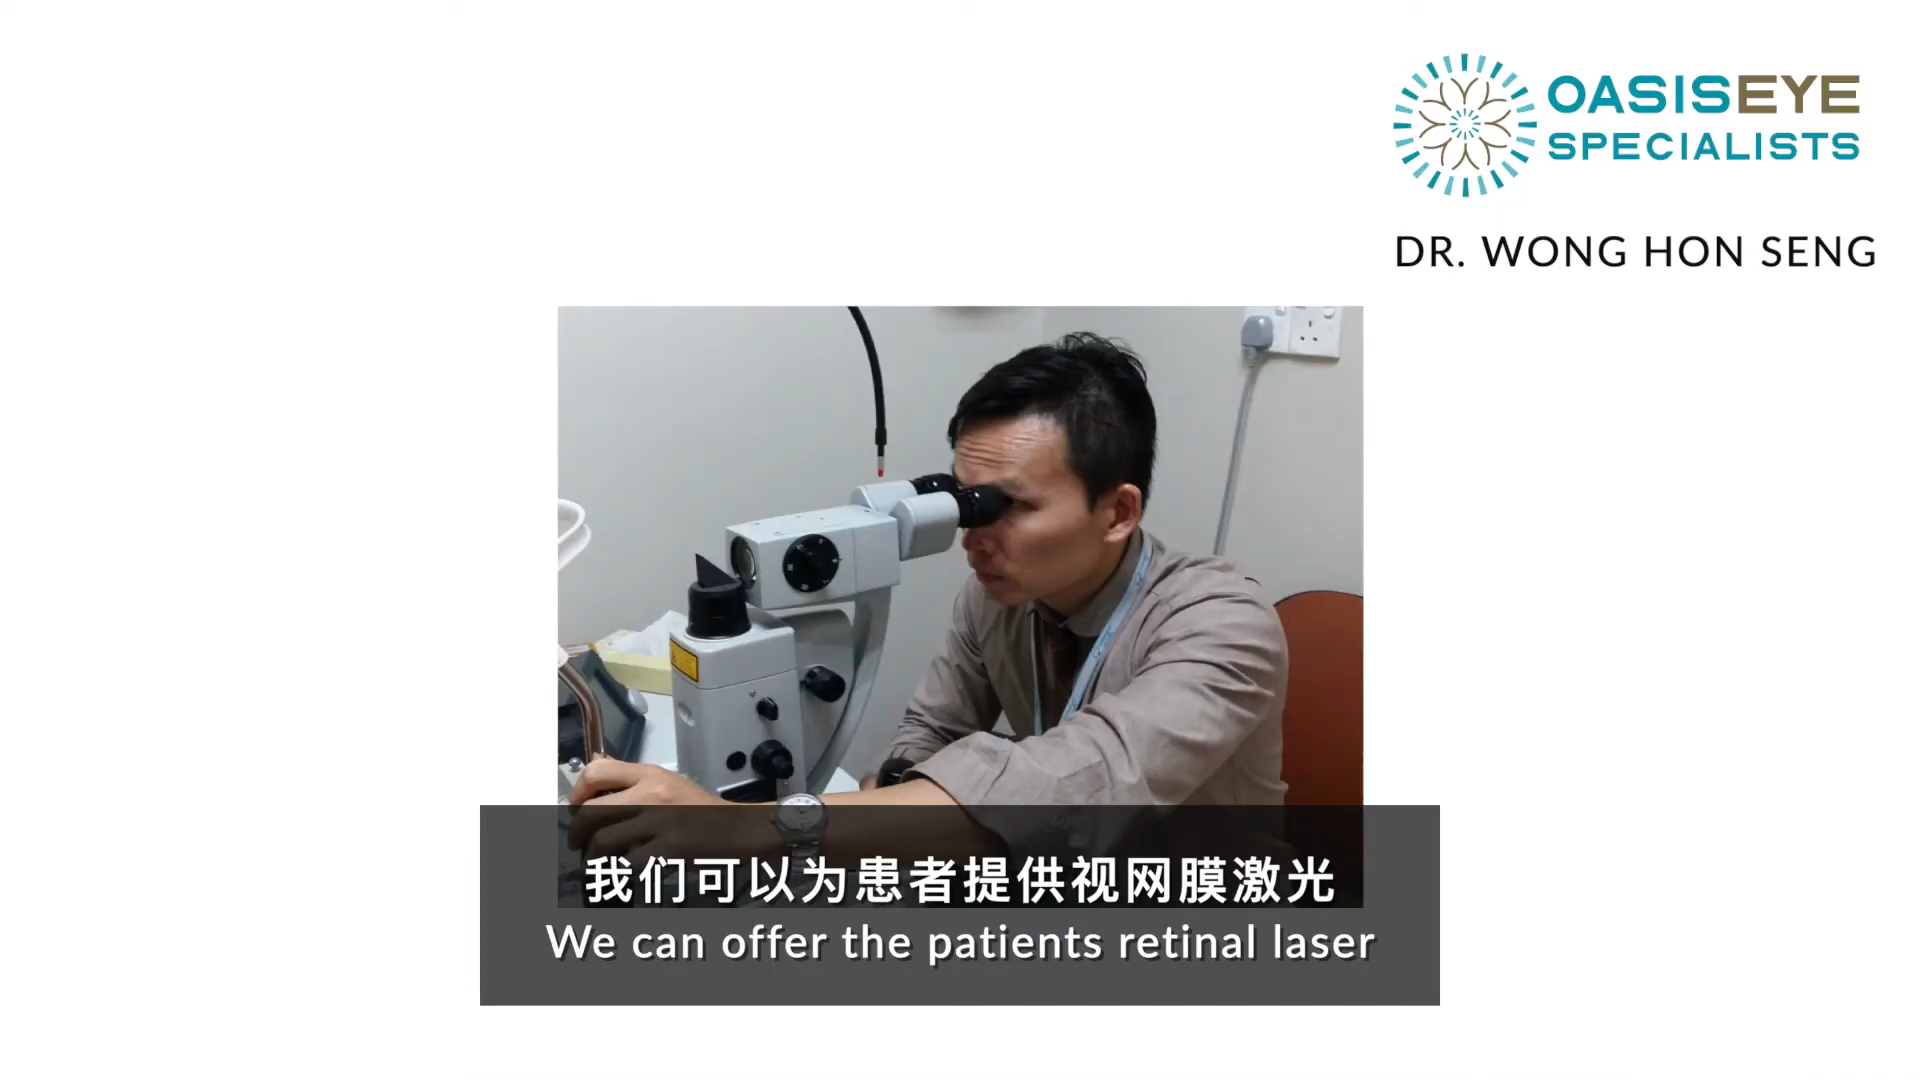 OASISEYE
SPECIALISTS
DR. WONG HON SENG
我们可以为患者提供视网膜激光
We can offer the patients retinal laser